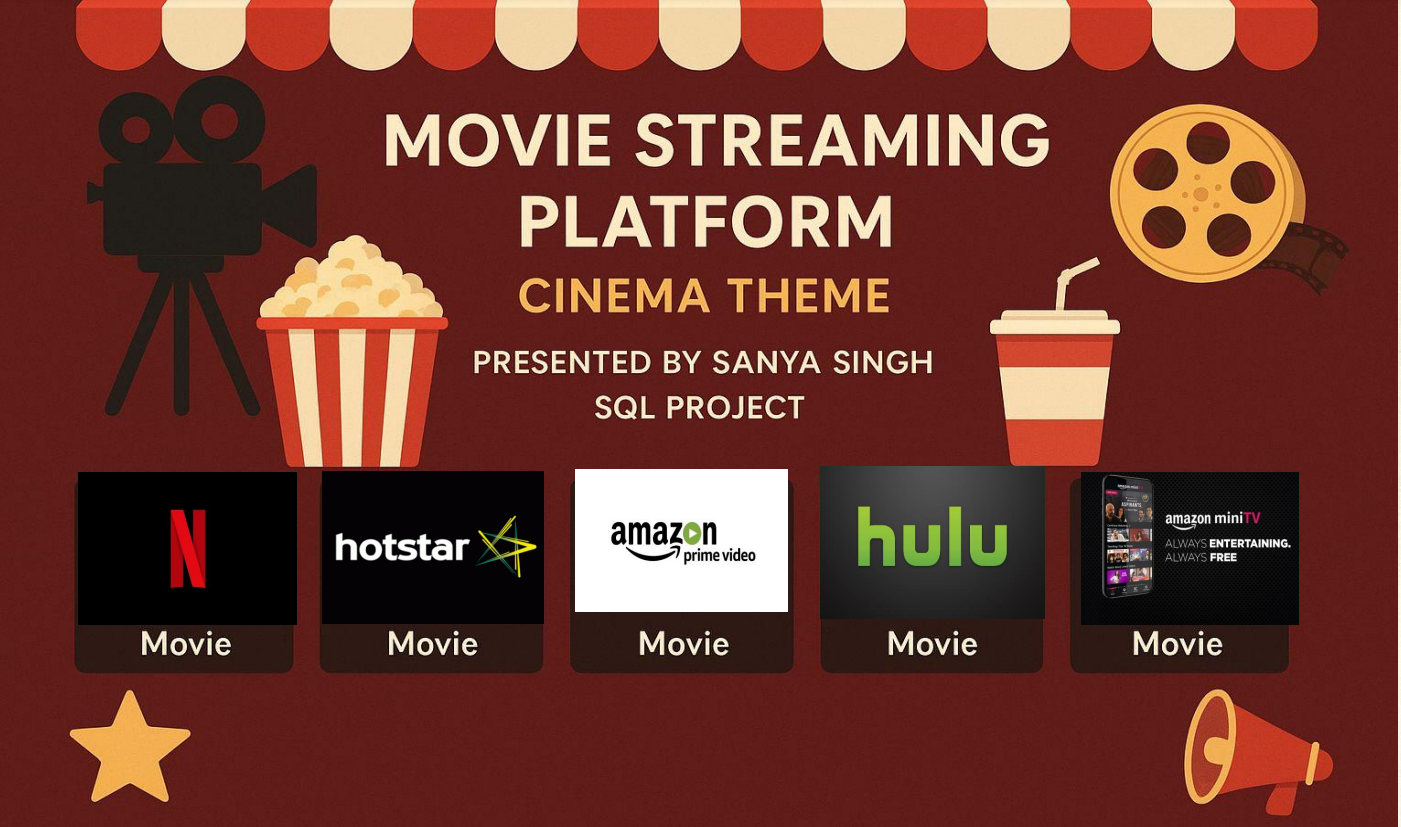 MOVIE STREAMING
PLATFORM
CINEMA THEME
PRESENTED BY SANYA SINGH
SQL PROJECT
N
hotstar
amazon
prime video
hulu
ASPIRANTS
amazon miniTV
ALWAYS ENTERTAINING.
ALWAYS FREE
Movie
Movie
Movie
Movie
Movie